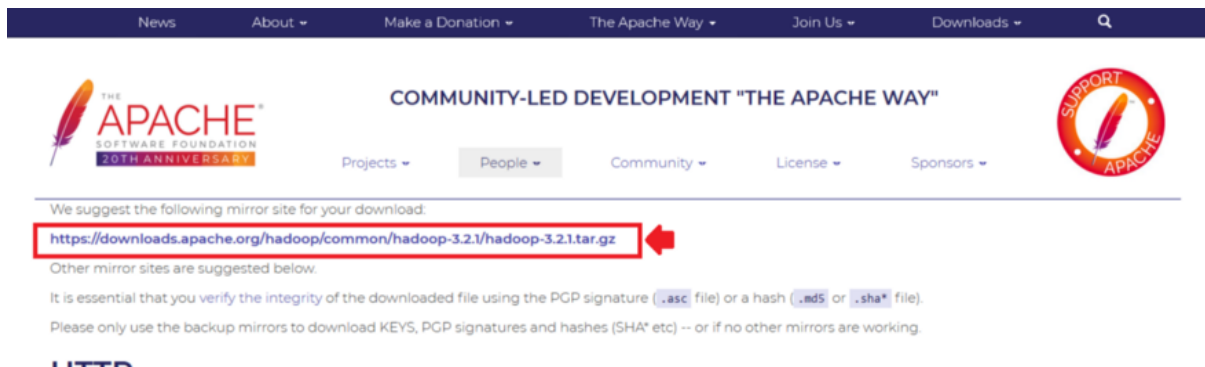 News About Make a Donation The Apache Way Join Us Downloads
THE
APACHE®
SOFTWARE FOUNDATION
20TH ANNIVERSARY
COMMUNITY-LED DEVELOPMENT "THE APACHE WAY"
SUPPORT
APACHE
Projects People Community License Sponsors
We suggest the following mirror site for your download:
https://downloads.apache.org/hadoop/common/hadoop-3.2.1/hadoop-3.2.1.tar.gz
Other mirror sites are suggested below.
It is essential that you verify the integrity of the downloaded file using the PGP signature ( .asc file) or a hash ( .md5 or .sha* file).
Please only use the backup mirrors to download KEYS, PGP signatures and hashes (SHA* etc) -- or if no other mirrors are working.